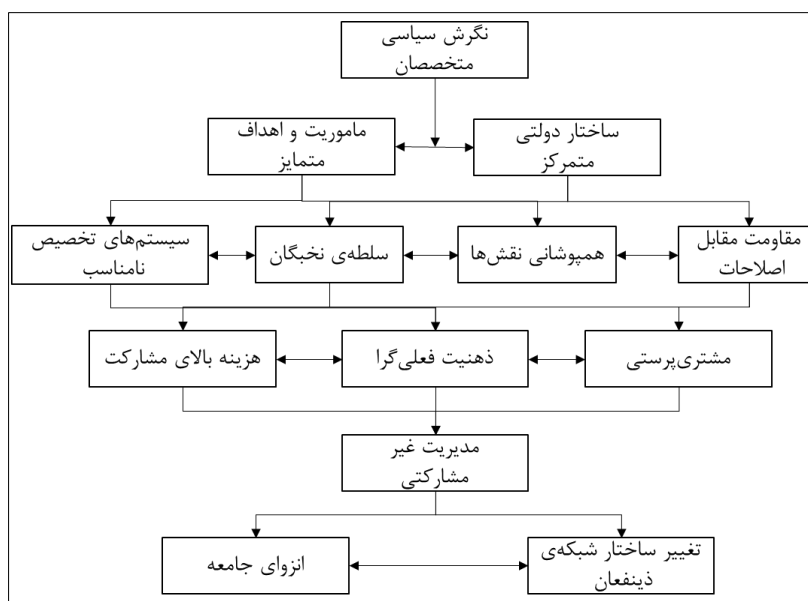 نگرش سیاسی
متخصصان
ساختار دولتی
متمرکز
ماموریت و اهداف
متمایز
مقاومت مقابل
اصلاحات
همپوشانی نقش‌ها
سلطه‌ی نخبگان
سیستم‌های تخصیص
نامناسب
مشتری‌پرستی
ذهنیت فعلی‌گرا
هزینه بالای مشارکت
مدیریت غیر
مشارکتی
تغییر ساختار شبکه‌ی
ذینفعان
انزوای جامعه